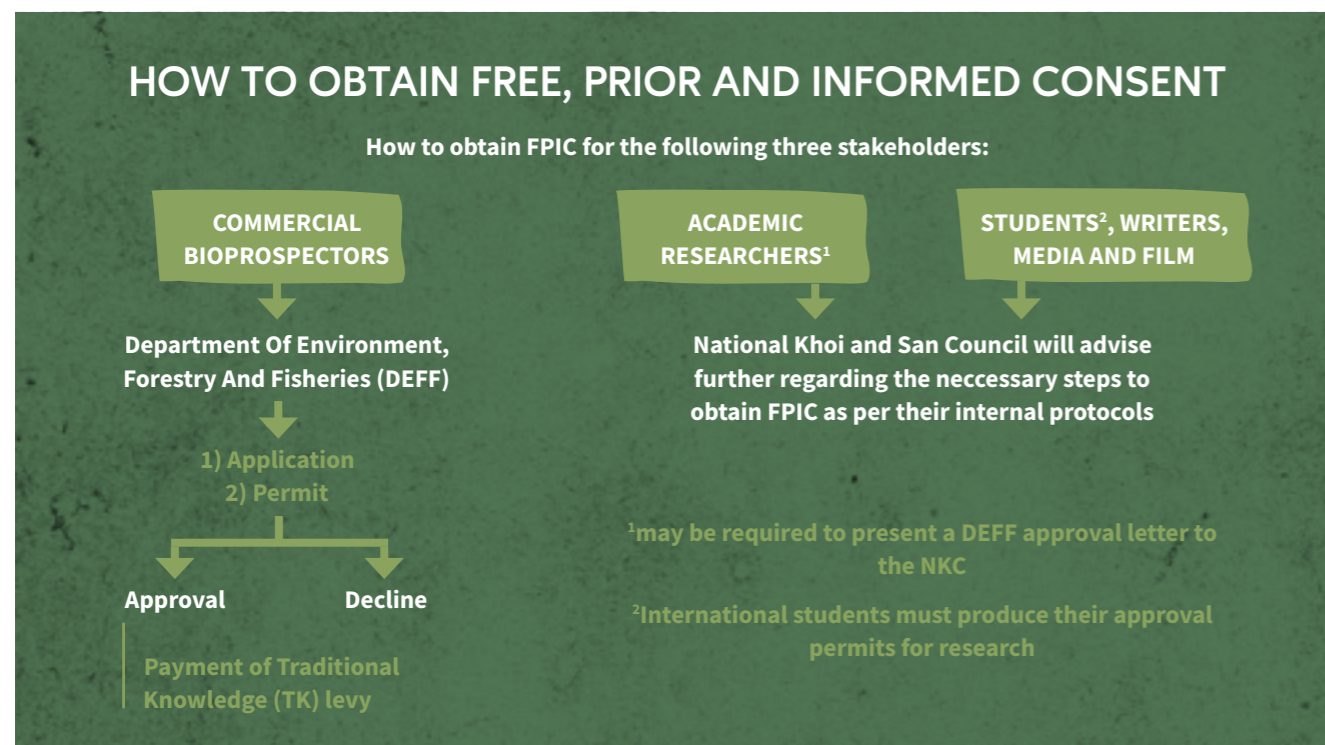 HOW TO OBTAIN FREE, PRIOR AND INFORMED CONSENT
How to obtain FPIC for the following three stakeholders:
COMMERCIAL
BIOPROSPECTORS
Department Of Environment,
Forestry And Fisheries (DEFF)
1) Application
2) Permit
Approval
Decline
Payment of Traditional
Knowledge (TK) levy
ACADEMIC
RESEARCHERS¹
STUDENTS², WRITERS,
MEDIA AND FILM
National Khoi and San Council will advise
further regarding the neccessary steps to
obtain FPIC as per their internal protocols
¹may be required to present a DEFF approval letter to
the NKC
²International students must produce their approval
permits for research